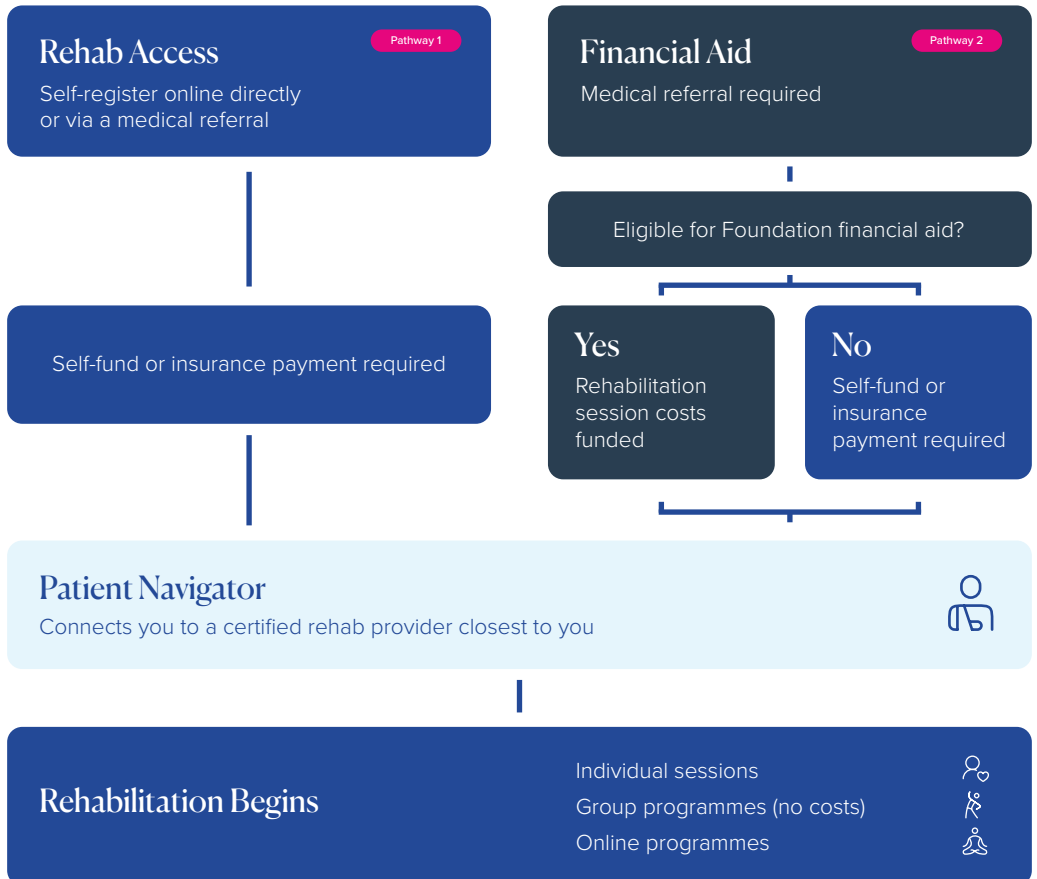 Rehab Access
Pathway 1
Self-register online directly
or via a medical referral
Financial Aid
Pathway 2
Medical referral required
Eligible for Foundation financial aid?
Self-fund or insurance payment required
Yes
Rehabilitation
session costs
funded
No
Self-fund or
insurance
payment required
Patient Navigator
Connects you to a certified rehab provider closest to you
Rehabilitation Begins
Individual sessions
Group programmes (no costs)
Online programmes